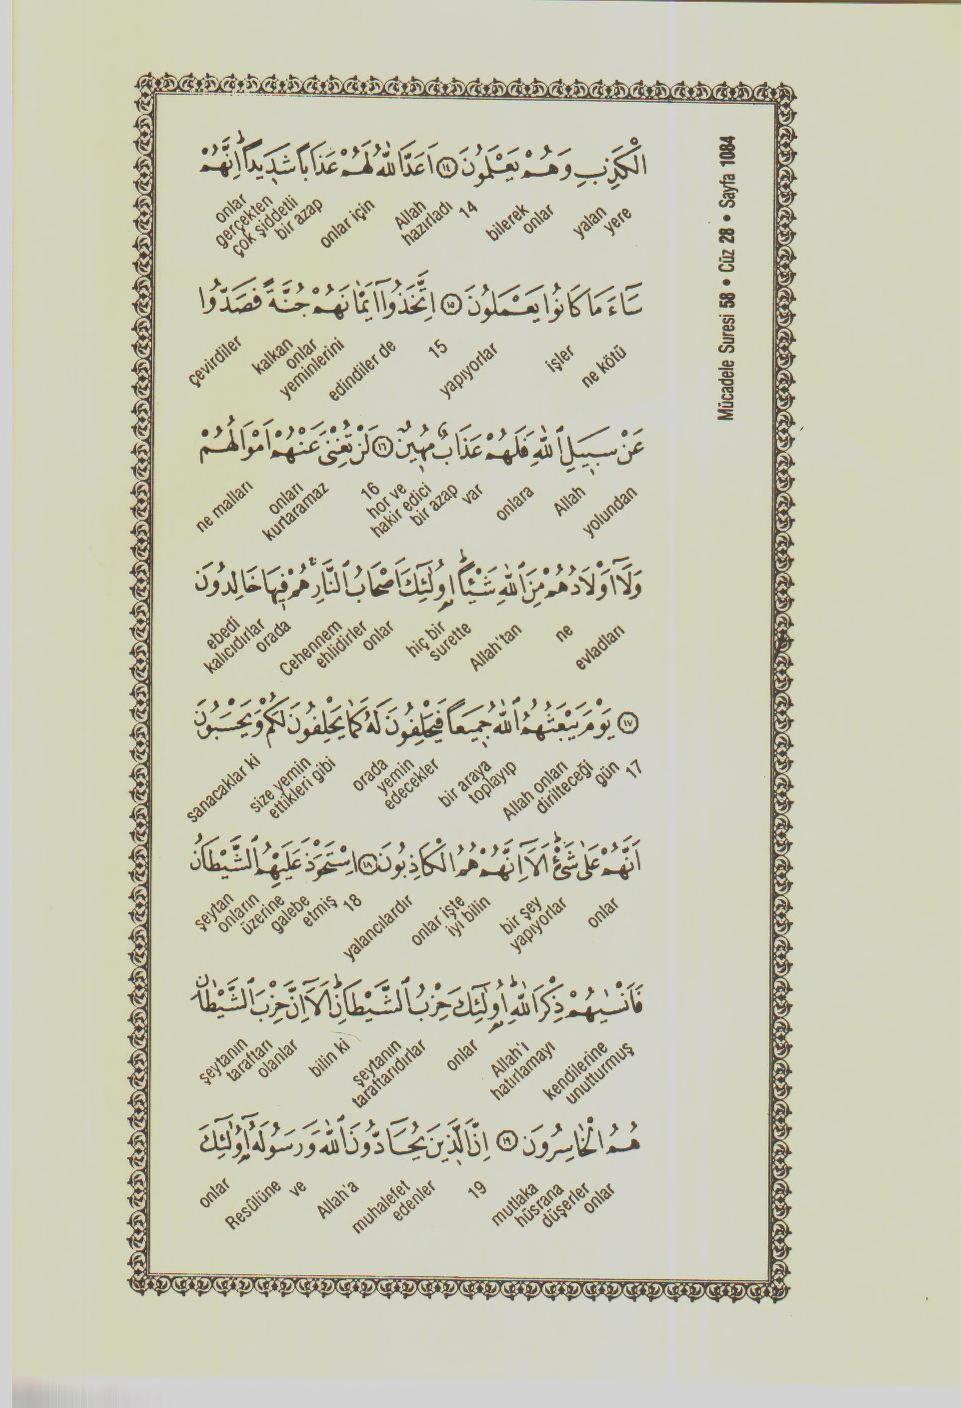 Mücadele Suresi 58 • Cüz 28 • Sayfa 1084
الْكَذِبِ وَهُمْ يَعْلَمُونَ ﴿١٤﴾ اَعَدَّ اللّٰهُ لَهُمْ عَذَابًا شَدِيدًاۜ اِنَّهُمْ
yalan yere onlar bilerek 14 Allah hazırladı onlar için çok şiddetli bir azap onlar gerçekten
سَٓاءَ مَا كَانُوا يَعْمَلُونَ ﴿١٥﴾ اِتَّخَذُٓوا اَيْمَانَهُمْ جُنَّةً فَصَدُّوا
ne kötü işler yapıyorlar 15 edindiler de onlar yeminlerini kalkan çevirdiler
عَنْ سَبِيلِ اللّٰهِ فَلَهُمْ عَذَابٌ مُهِينٌ ﴿١٦﴾ لَنْ تُغْنِيَ عَنْهُمْ اَمْوَالُهُمْ
Allah yolundan onlara var hor ve hakir edici bir azap 16 onları kurtaramaz ne malları
وَلَٓا اَوْلَادُهُمْ مِنَ اللّٰهِ شَيْـًٔاۜ اُو۬لٰٓئِكَ اَصْحَابُ النَّارِۜ هُمْ فِيهَا خَالِدُونَ
ne evladları Allah'tan hiç bir surette onlar Cehennem ehlidirler orada ebedi kalıcıdırlar
﴿١٧﴾ يَوْمَ يَبْعَثُهُمُ اللّٰهُ جَمِيعًا فَيَحْلِفُونَ لَهُ كَمَا يَحْلِفُونَ لَكُمْ وَيَحْسَبُونَ
17 Allah onları dirilteceği gün bir araya toplayıp orada yemin edecekler size yemin ettikleri gibi sanacaklar ki
اَنَّهُمْ عَلٰى شَيْءٍۜ اَلَٓا اِنَّهُمْ هُمُ الْكَاذِبُونَ ﴿١٨﴾ اِسْتَحْوَذَ عَلَيْهِمُ الشَّيْطَانُ
onlar bir şey yapıyorlar onlar işte iyi bilin yalancılardır 18 şeytan onların üzerine galebe etmiş
فَاَنْسٰيهُمْ ذِكْرَ اللّٰهِۜ اُو۬لٰٓئِكَ حِزْبُ الشَّيْطَانِۜ اَلَٓا اِنَّ حِزْبَ الشَّيْطَانِ
kendilerine unutturmuş Allah'ı hatırlamayı onlar şeytanın taraftarıdırlar bilin ki şeytanın taraftarı olanlar
هُمُ الْخَاسِرُونَ ﴿١٩﴾ اِنَّ الَّذِينَ يُحَٓادُّونَ اللّٰهَ وَرَسُولَهُٓ اُو۬لٰٓئِكَ
mutlaka hüsrana düşerler onlar 19 muhalefet edenler Allah'a ve Resûlüne onlar